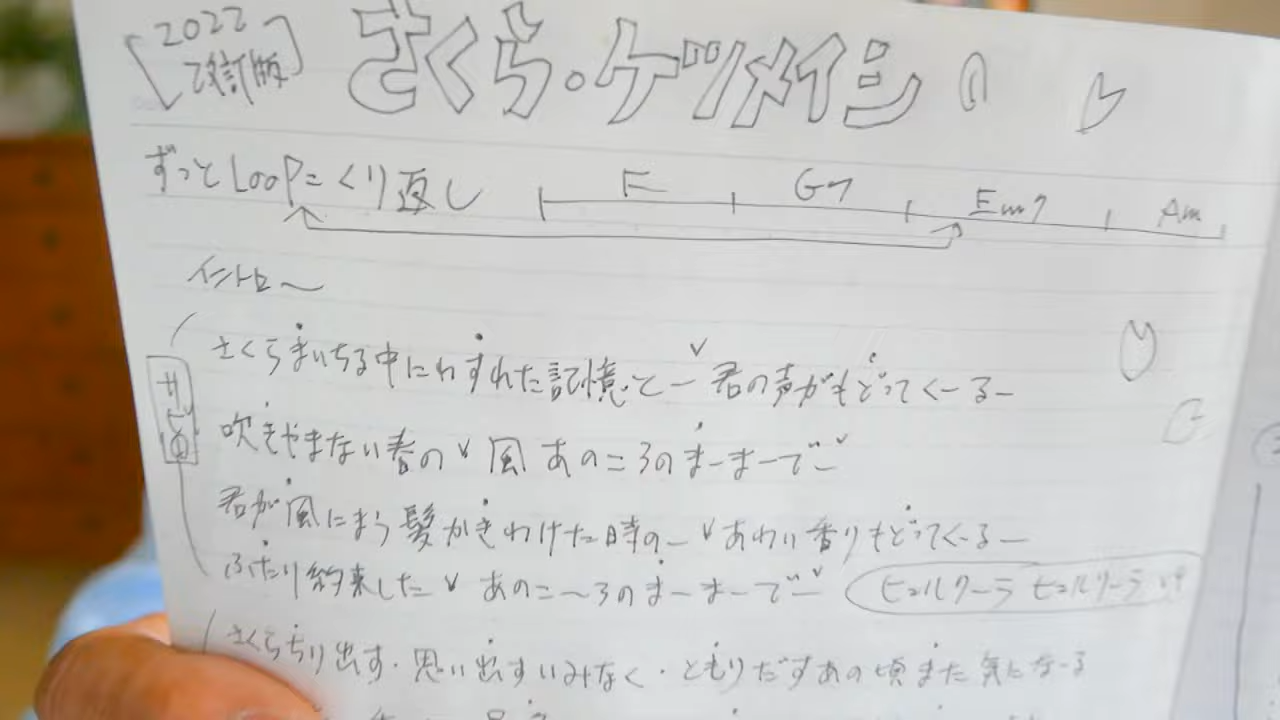 2022
改訂版
さくら。ケツメイシ
ずっとLoop=くり返し
F G7 Em7 Am
イントロ〜
サビ
さくらまいちる中にわすれた記憶とー 君の声がもどってくーるー
吹きやまない春の 風 あのころのまーまーでー
君が風にまう髪かきわけた時のー あわい香りもどってくーるー
ふたり約束した あのこ〜ろのまーまーでー
ヒュルリーラ ヒュルリーラ
さくらちり出す・思い出すいみなく・ともりだすあの頃また気になーる